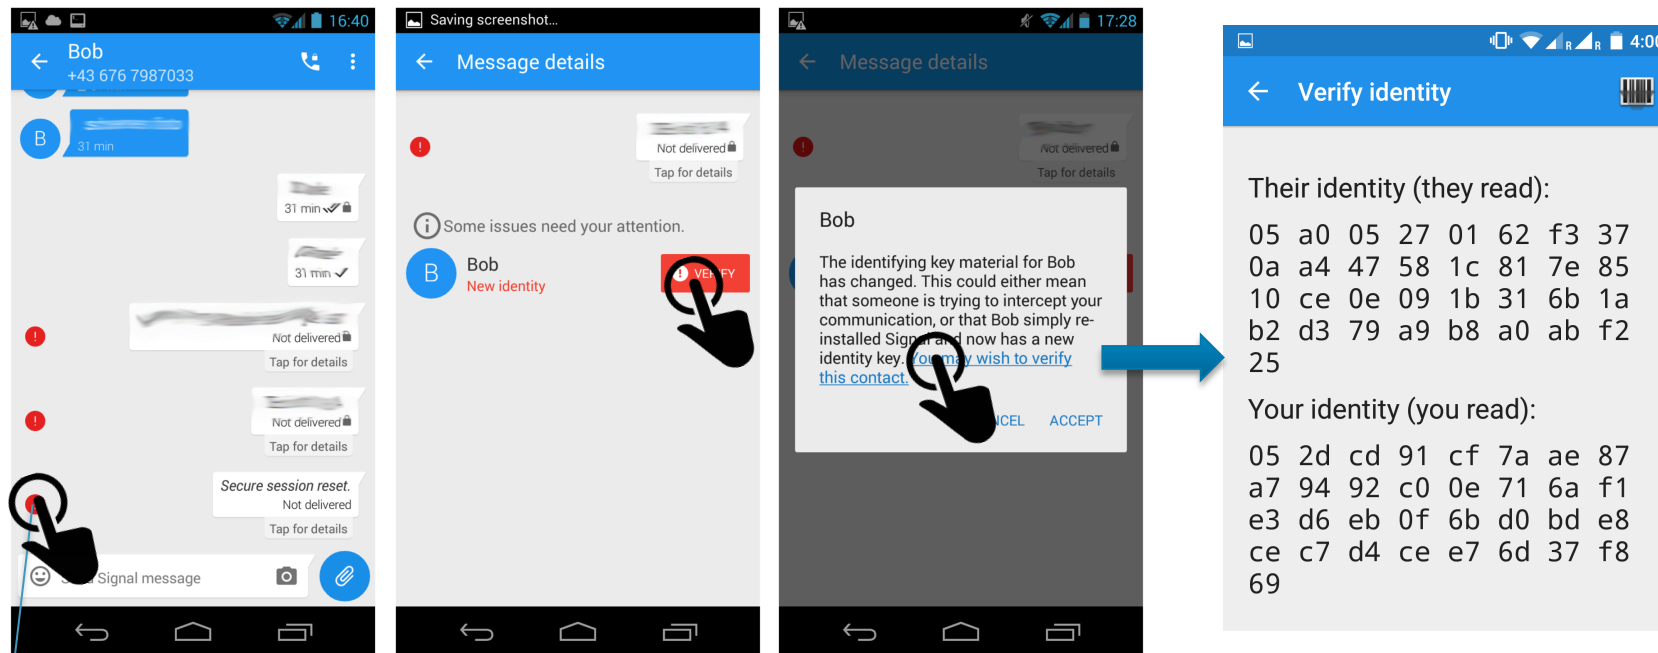 16:40
Bob
+43 676 7987033
B
31 min
31 min
31 min
Not delivered
Tap for details
Not delivered
Tap for details
Secure session reset.
Not delivered
Tap for details
Signal message
Saving screenshot...
Message details
Not delivered
Tap for details
Some issues need your attention.
B
Bob
New identity
VERIFY
17:28
Message details
Not delivered
Tap for details
Bob
The identifying key material for Bob
has changed. This could either mean
that someone is trying to intercept your
communication, or that Bob simply re-
installed Signal and now has a new
identity key. You may wish to verify
this contact.
CANCEL ACCEPT
R R 4:00
Verify identity
Their identity (they read):
05 a0 05 27 01 62 f3 37
0a a4 47 58 1c 81 7e 85
10 ce 0e 09 1b 31 6b 1a
b2 d3 79 a9 b8 a0 ab f2
25
Your identity (you read):
05 2d cd 91 cf 7a ae 87
a7 94 92 c0 0e 71 6a f1
e3 d6 eb 0f 6b d0 bd e8
ce c7 d4 ce e7 6d 37 f8
69